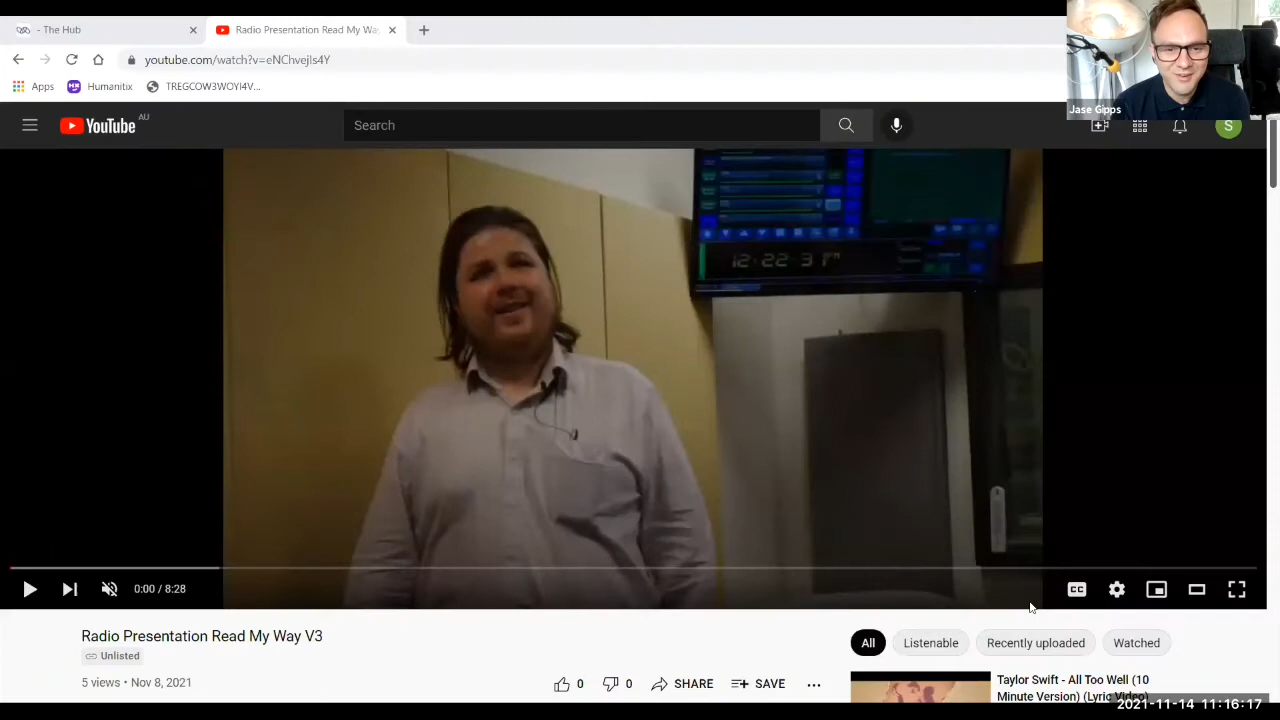 - The Hub
Radio Presentation Read My Wa
youtube.com/watch?v=eNChvejIs4Y
Apps
Humanitix
TREGCOW3WOYI4V...
Jase Gipps
YouTube
AU
Search
S
12 22 31
0:00 / 8:28
CC
Radio Presentation Read My Way V3
Unlisted
5 views • Nov 8, 2021
0
0
SHARE
SAVE
All
Listenable
Recently uploaded
Watched
Taylor Swift - All Too Well (10
Minute Version) (Lyric Video)
2021-11-14 11:16:17